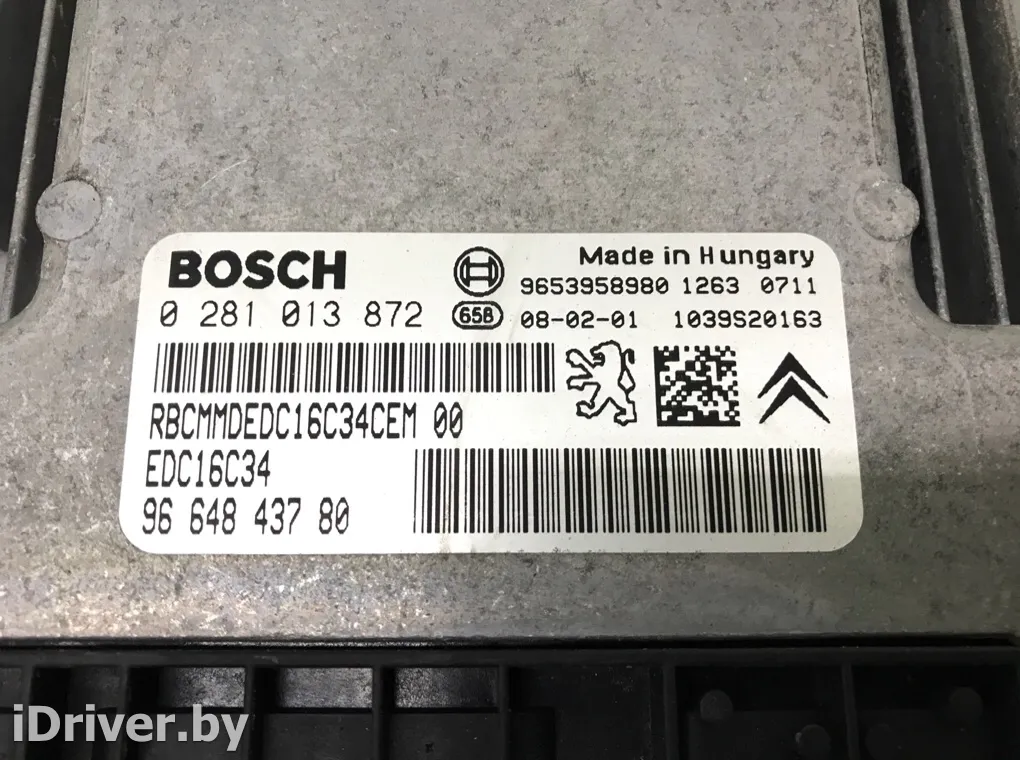 BOSCH
Made in Hungary
9653958980 1263 0711
0 281 013 872 658 08-02-01 1039S20163
RBCMMDEDC16C34CEM 00
EDC16C34
96 648 437 80
iDriver.by